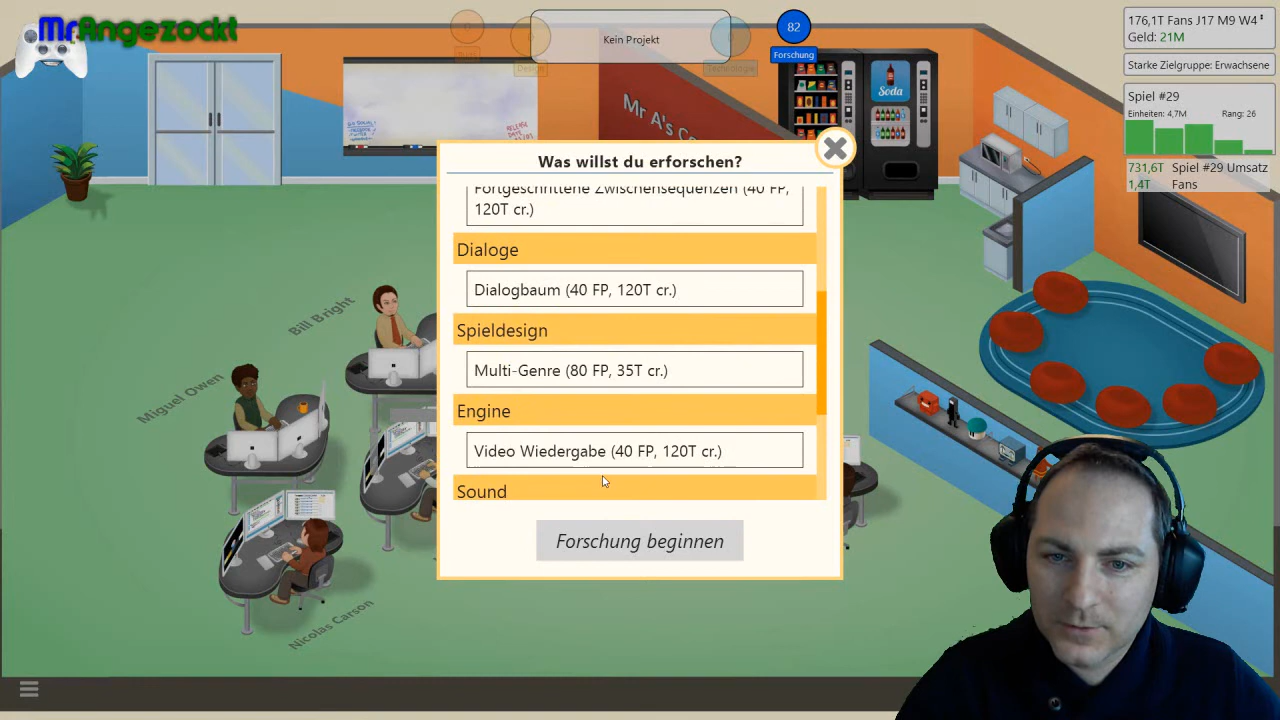 MrAngezockt
Kein Projekt
82
Forschung
176,1T Fans J17 M9 W4
Geld: 21M
Starke Zielgruppe: Erwachsene
Spiel #29
Einheiten: 4,7M
Rang: 26
731,6T Spiel #29 Umsatz
1,4T Fans
Soda
Mr A's Co
Was willst du erforschen?
Fortgeschrittene Zwischensequenzen (40 FP,
120T cr.)
Dialoge
Dialogbaum (40 FP, 120T cr.)
Spieldesign
Multi-Genre (80 FP, 35T cr.)
Engine
Video Wiedergabe (40 FP, 120T cr.)
Sound
Forschung beginnen
Bill Bright
Miguel Owen
Nicolas Carson